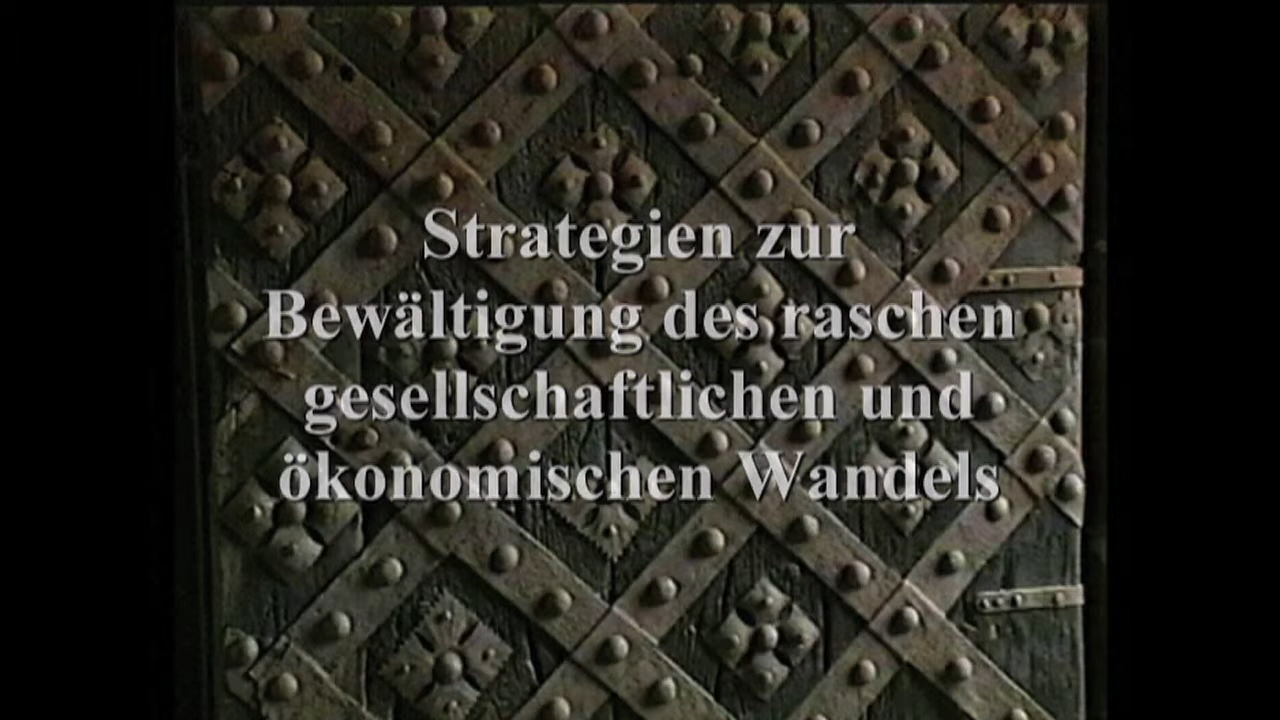 Strategien zur
Bewältigung des raschen
gesellschaftlichen und
ökonomischen Wandels